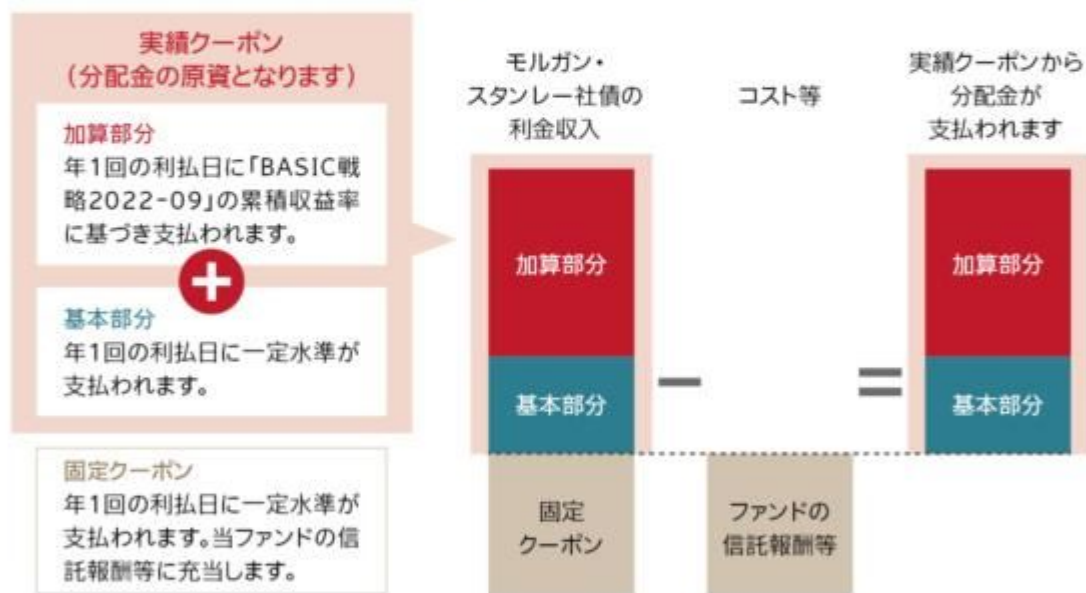 実績クーポン
（分配金の原資となります）
加算部分
年1回の利払日に「BASIC戦
略2022-09」の累積収益率
に基づき支払われます。
+
基本部分
年1回の利払日に一定水準が
支払われます。
固定クーポン
年1回の利払日に一定水準が
支払われます。当ファンドの信
託報酬等に充当します。
モルガン・
スタンレー社債の
利金収入
加算部分
基本部分
固定
クーポン
−
コスト等
ファンドの
信託報酬等
=
実績クーポンから
分配金が
支払われます
加算部分
基本部分